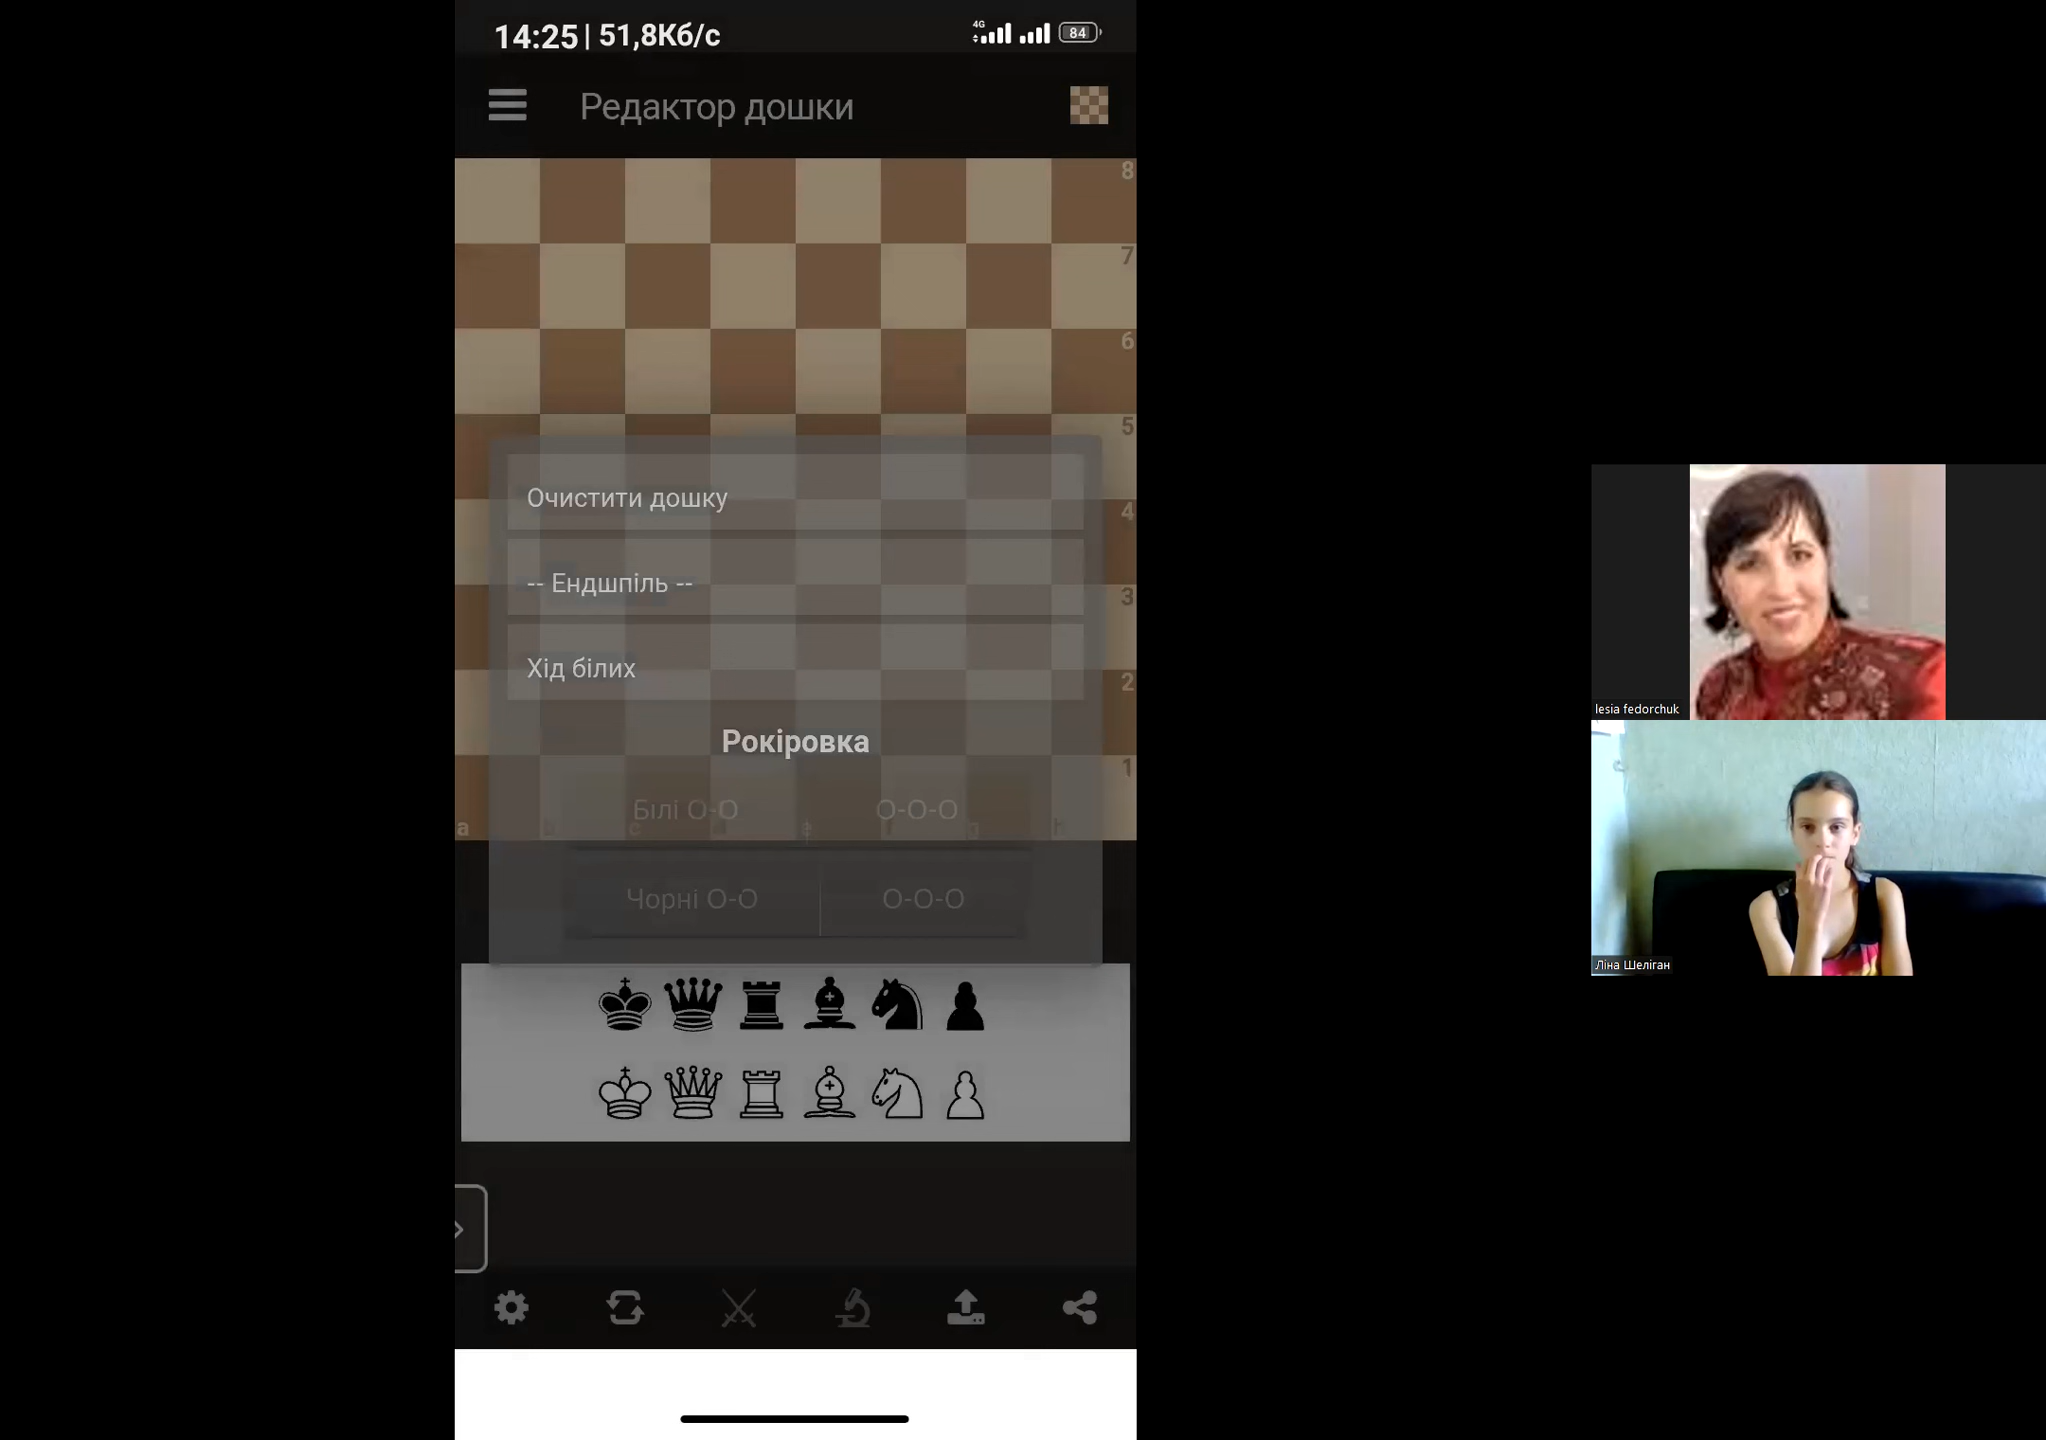 14:25 | 51,8Кб/с
4G
84
Редактор дошки
8
7
6
5
4
3
2
1
Очистити дошку
-- Ендшпіль --
Хід білих
Рокіровка
Білі O-O
O-O-O
a b c d e f g h
Чорні O-O
O-O-O
lesia fedorchuk
Ліна Шеліган